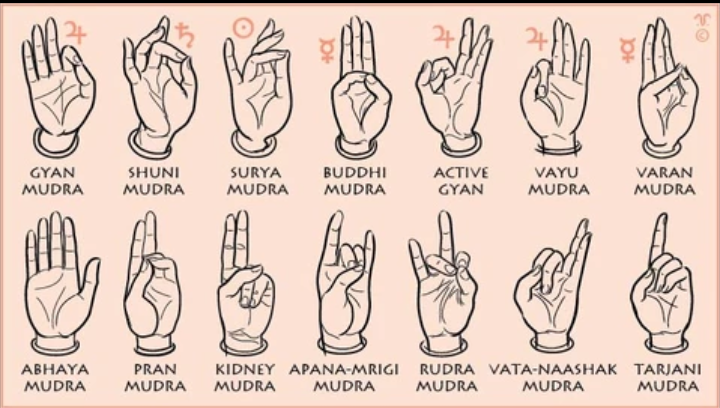 GYAN
MUDRA
SHUNI
MUDRA
SURYA
MUDRA
BUDDHI
MUDRA
ACTIVE
GYAN
VAYU
MUDRA
VARAN
MUDRA
ABHAYA
MUDRA
PRAN
MUDRA
KIDNEY
MUDRA
APANA-MRIGI
MUDRA
RUDRA
MUDRA
VATA-NAASHAK
MUDRA
TARJANI
MUDRA